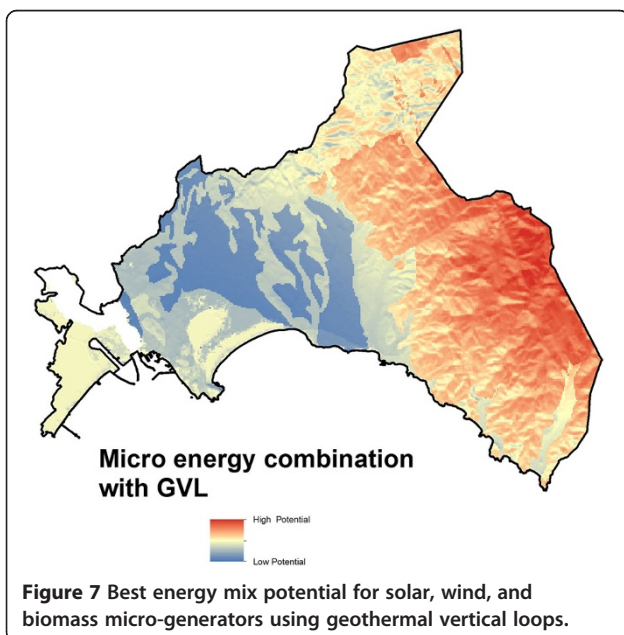 Micro energy combination
with GVL
High Potential
Low Potential
Figure 7 Best energy mix potential for solar, wind, and
biomass micro-generators using geothermal vertical loops.